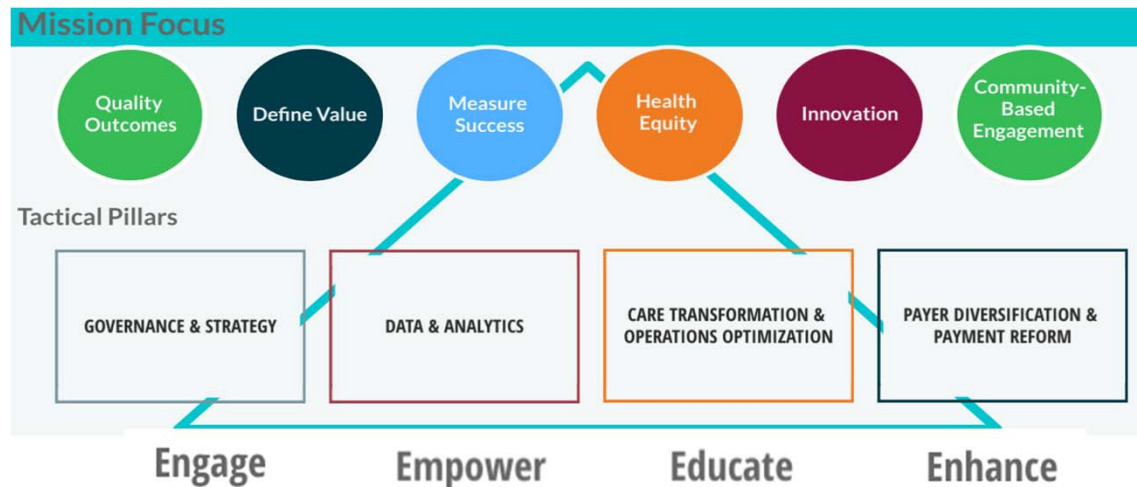 Mission Focus
Quality
Outcomes
Define Value
Measure
Success
Health
Equity
Innovation
Community-
Based
Engagement
Tactical Pillars
GOVERNANCE & STRATEGY
DATA & ANALYTICS
CARE TRANSFORMATION &
OPERATIONS OPTIMIZATION
PAYER DIVERSIFICATION &
PAYMENT REFORM
Engage
Empower
Educate
Enhance